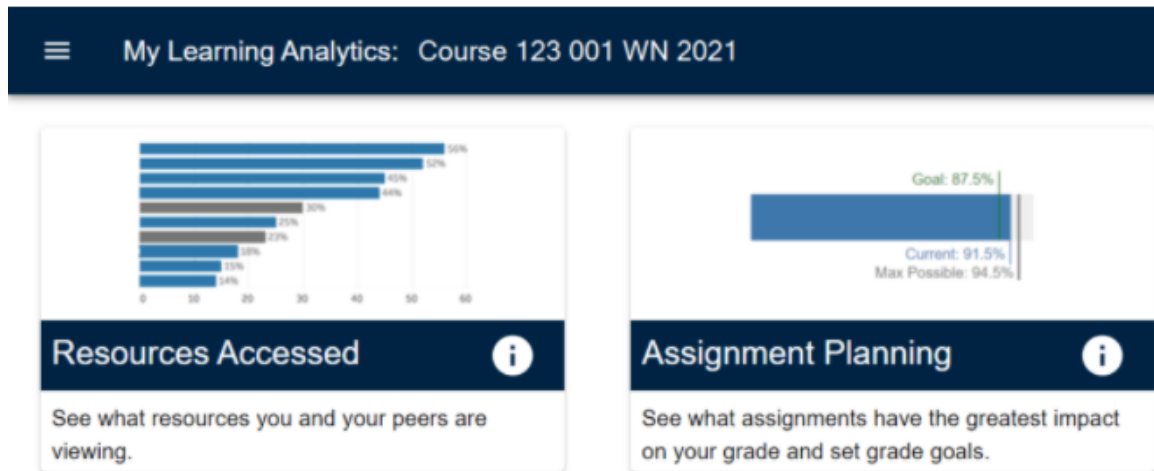 My Learning Analytics: Course 123 001 WN 2021
56%
52%
45%
44%
30%
25%
23%
18%
15%
14%
0 10 20 30 40 50 60
Goal: 87.5%
Current: 91.5%
Max Possible: 94.5%
Resources Accessed
See what resources you and your peers are
viewing.
Assignment Planning
See what assignments have the greatest impact
on your grade and set grade goals.